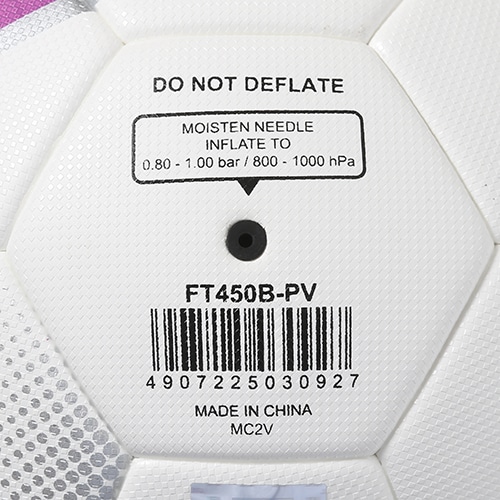 DO NOT DEFLATE
MOISTEN NEEDLE
INFLATE TO
0.80 - 1.00 bar / 800 - 1000 hPa
FT450B-PV
4907225030927
MADE IN CHINA
MC2V